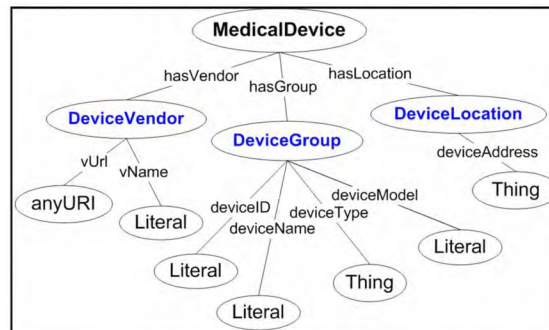 MedicalDevice
hasVendor
hasGroup
hasLocation
DeviceVendor
DeviceGroup
DeviceLocation
vUrl
vName
deviceAddress
anyURI
Literal
deviceID
deviceName
deviceType
deviceModel
Thing
Literal
Literal
Thing
Literal